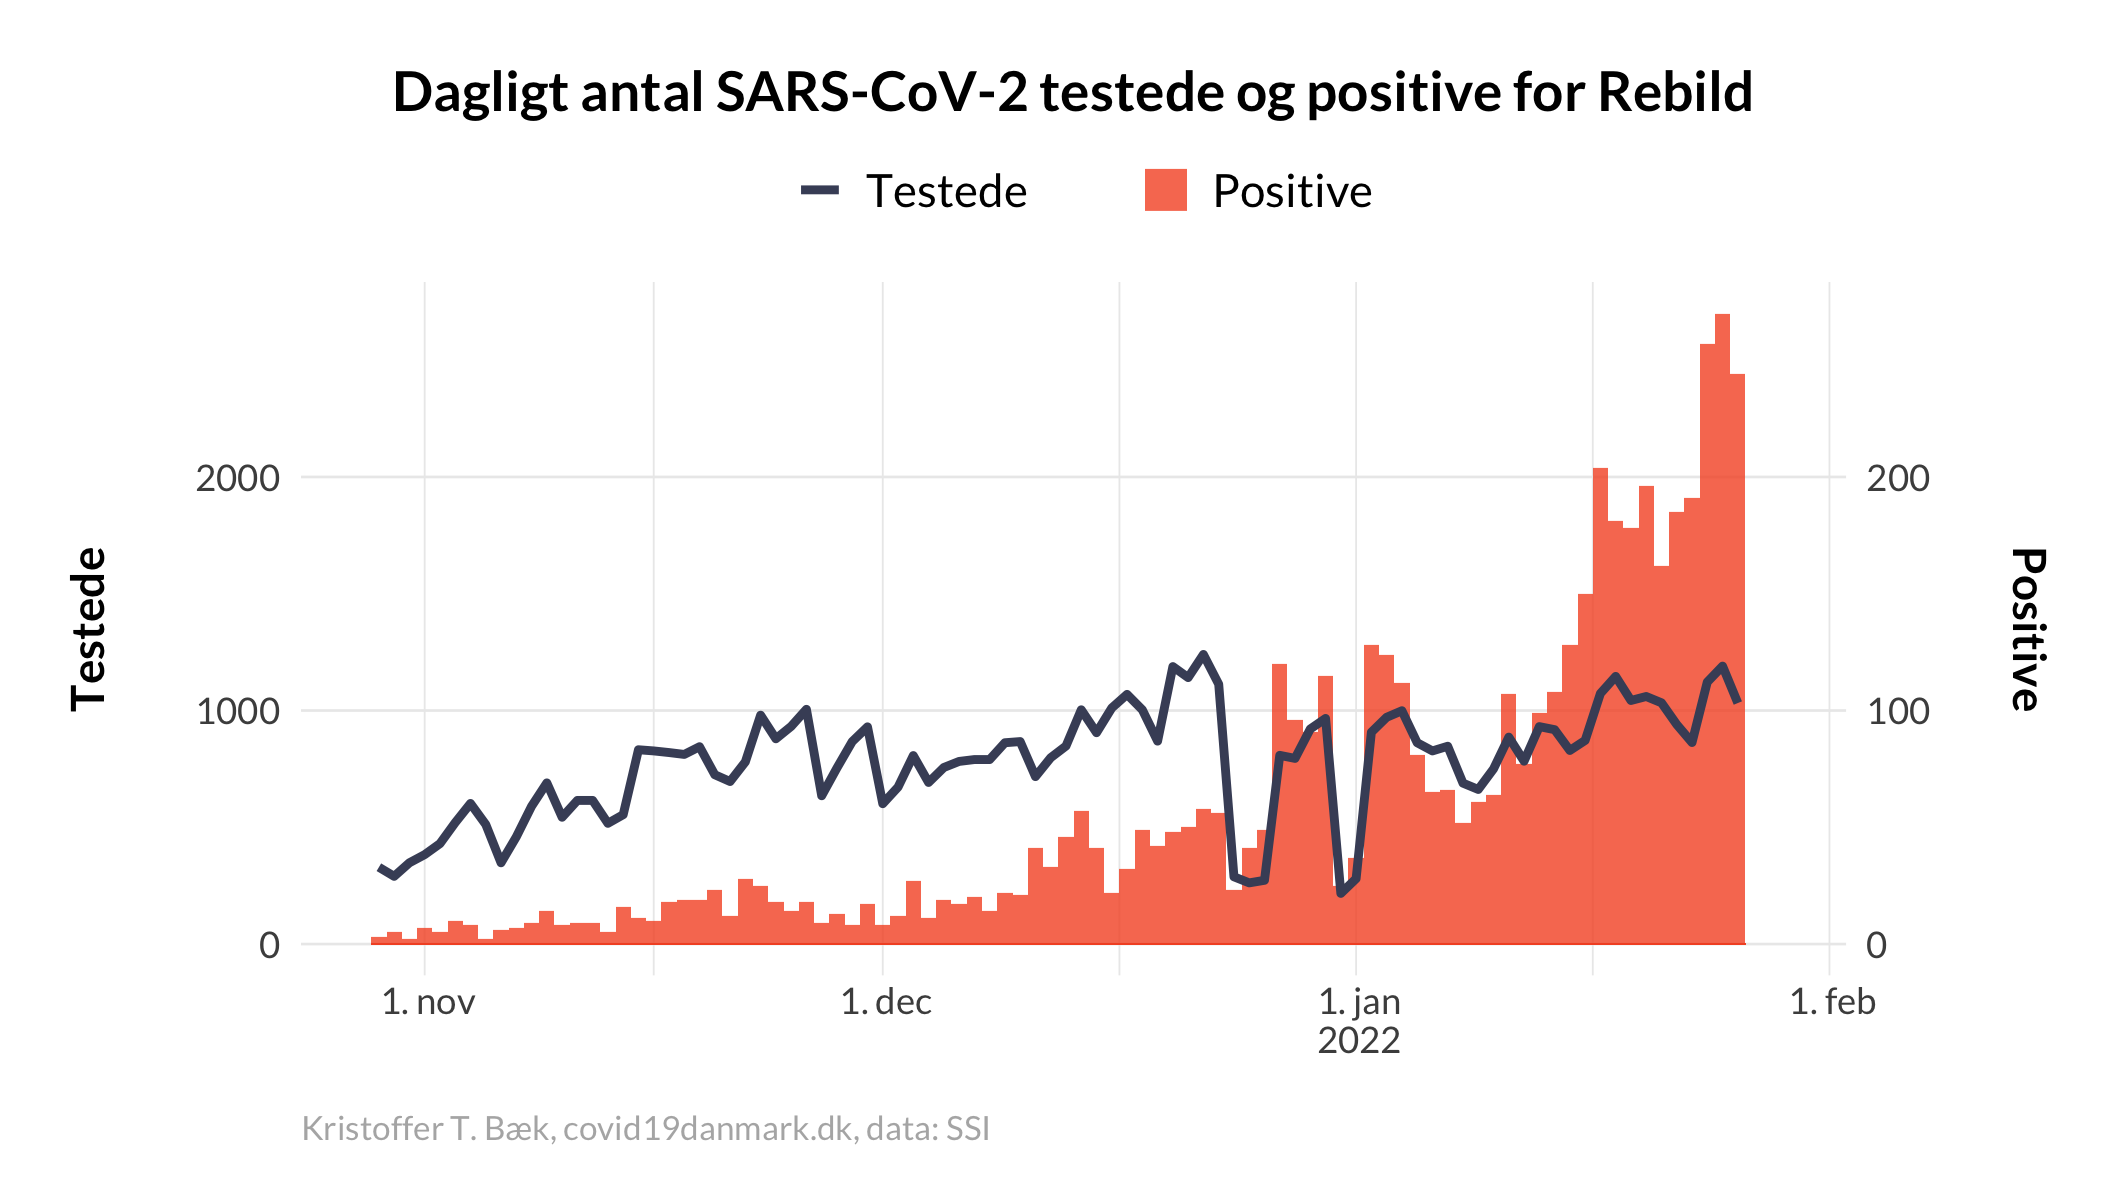 Dagligt antal SARS-CoV-2 testede og positive for Rebild
Testede
Positive
2000
1000
0
Testede
200
100
0
Positive
1. nov
1. dec
1. jan
2022
1. feb
Kristoffer T. Bæk, covid19danmark.dk, data: SSI